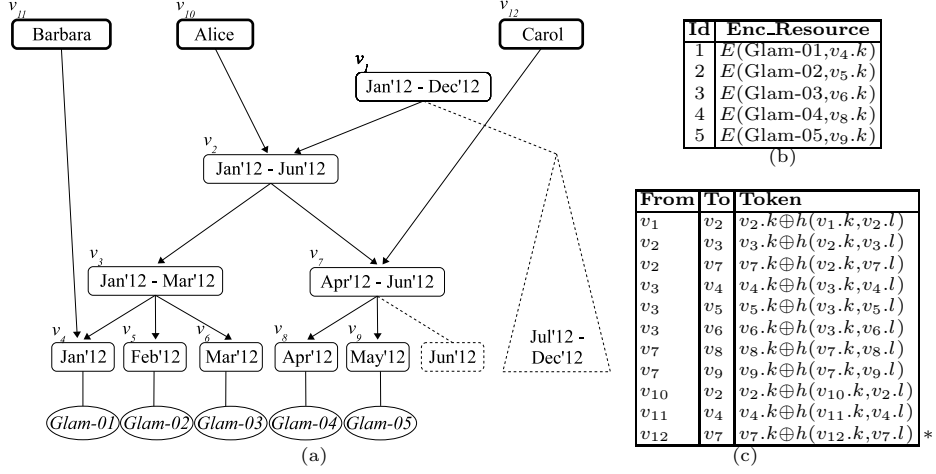 v11
v10
v12
Barbara
Alice
Carol
v1
Jan'12 - Dec'12
v2
Jan'12 - Jun'12
v3
v7
Jan'12 - Mar'12
Apr'12 - Jun'12
v4
v5
v6
v8
v9
Jan'12
Feb'12
Mar'12
Apr'12
May'12
Jun'12
Jul'12 -
Dec'12
Glam-01
Glam-02
Glam-03
Glam-04
Glam-05
(a)
Id Enc_Resource
1 E(Glam-01,v4.k)
2 E(Glam-02,v5.k)
3 E(Glam-03,v6.k)
4 E(Glam-04,v8.k)
5 E(Glam-05,v9.k)
(b)
From To Token
v1 v2 v2.k⊕h(v1.k,v2.l)
v2 v3 v3.k⊕h(v2.k,v3.l)
v2 v7 v7.k⊕h(v2.k,v7.l)
v3 v4 v4.k⊕h(v3.k,v4.l)
v3 v5 v5.k⊕h(v3.k,v5.l)
v3 v6 v6.k⊕h(v3.k,v6.l)
v7 v8 v8.k⊕h(v7.k,v8.l)
v7 v9 v9.k⊕h(v7.k,v9.l)
v10 v2 v2.k⊕h(v10.k,v2.l)
v11 v4 v4.k⊕h(v11.k,v4.l)
v12 v7 v7.k⊕h(v12.k,v7.l) *
(c)